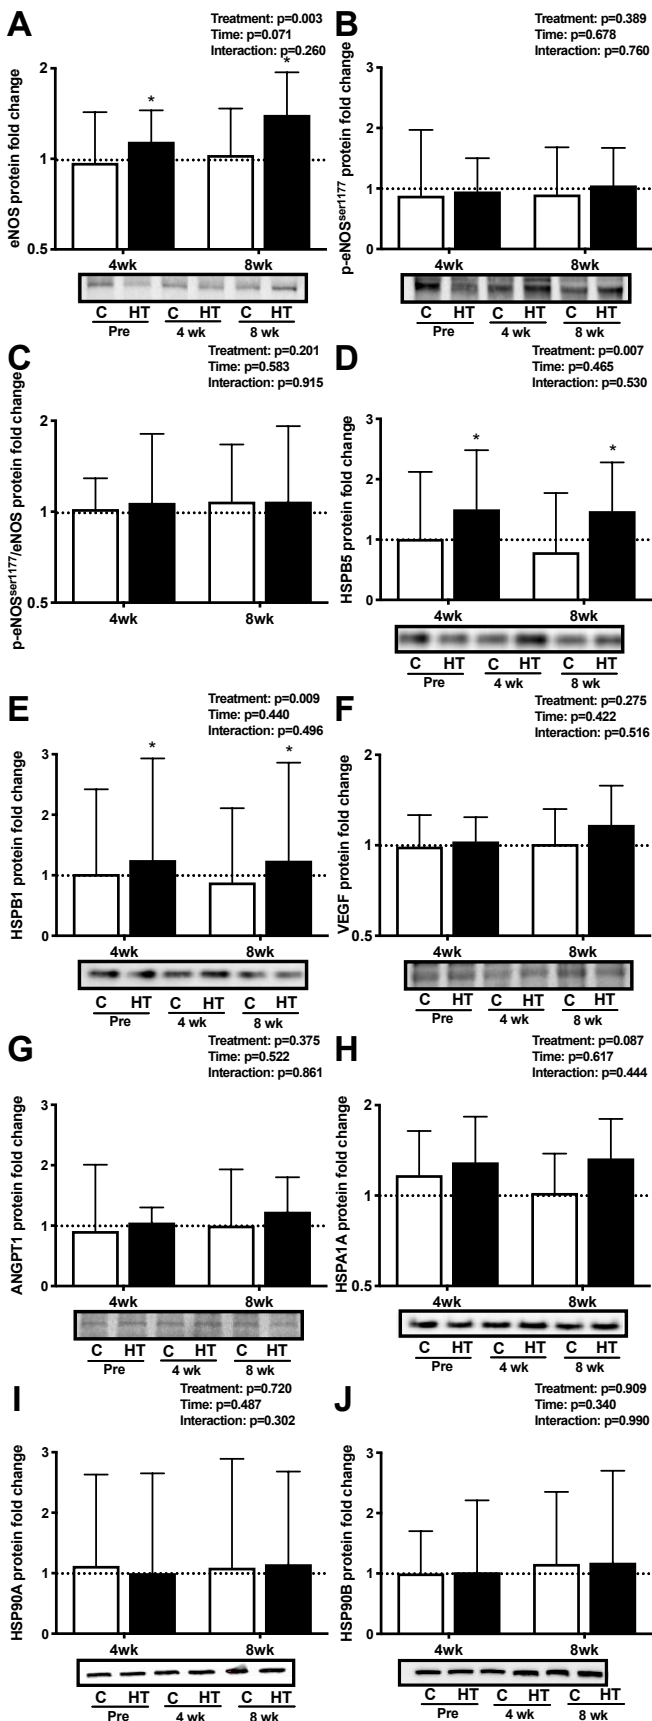 A
Treatment: p=0.003
Time: p=0.071
Interaction: p=0.260
eNOS protein fold change
2
1
0.5
*
*
4wk
8wk
C HT C HT C HT
Pre 4 wk 8 wk
B
Treatment: p=0.389
Time: p=0.678
Interaction: p=0.760
p-eNOSser1177 protein fold change
3
2
1
0
4wk
8wk
C HT C HT C HT
Pre 4 wk 8 wk
C
Treatment: p=0.201
Time: p=0.583
Interaction: p=0.915
p-eNOSser1177/eNOS protein fold change
2
1
0.5
4wk
8wk
D
Treatment: p=0.007
Time: p=0.465
Interaction: p=0.530
HSPB5 protein fold change
3
2
1
0
*
*
4wk
8wk
C HT C HT C HT
Pre 4 wk 8 wk
E
Treatment: p=0.009
Time: p=0.440
Interaction: p=0.496
HSPB1 protein fold change
3
2
1
0
*
*
4wk
8wk
C HT C HT C HT
Pre 4 wk 8 wk
F
Treatment: p=0.275
Time: p=0.422
Interaction: p=0.516
VEGF protein fold change
2
1
0.5
4wk
8wk
C HT C HT C HT
Pre 4 wk 8 wk
G
Treatment: p=0.375
Time: p=0.522
Interaction: p=0.861
ANGPT1 protein fold change
3
2
1
0
4wk
8wk
C HT C HT C HT
Pre 4 wk 8 wk
H
Treatment: p=0.087
Time: p=0.617
Interaction: p=0.444
HSPA1A protein fold change
2
1
0.5
4wk
8wk
C HT C HT C HT
Pre 4 wk 8 wk
I
Treatment: p=0.720
Time: p=0.487
Interaction: p=0.302
HSP90A protein fold change
3
2
1
0
4wk
8wk
C HT C HT C HT
Pre 4 wk 8 wk
J
Treatment: p=0.909
Time: p=0.340
Interaction: p=0.990
HSP90B protein fold change
3
2
1
0
4wk
8wk
C HT C HT C HT
Pre 4 wk 8 wk